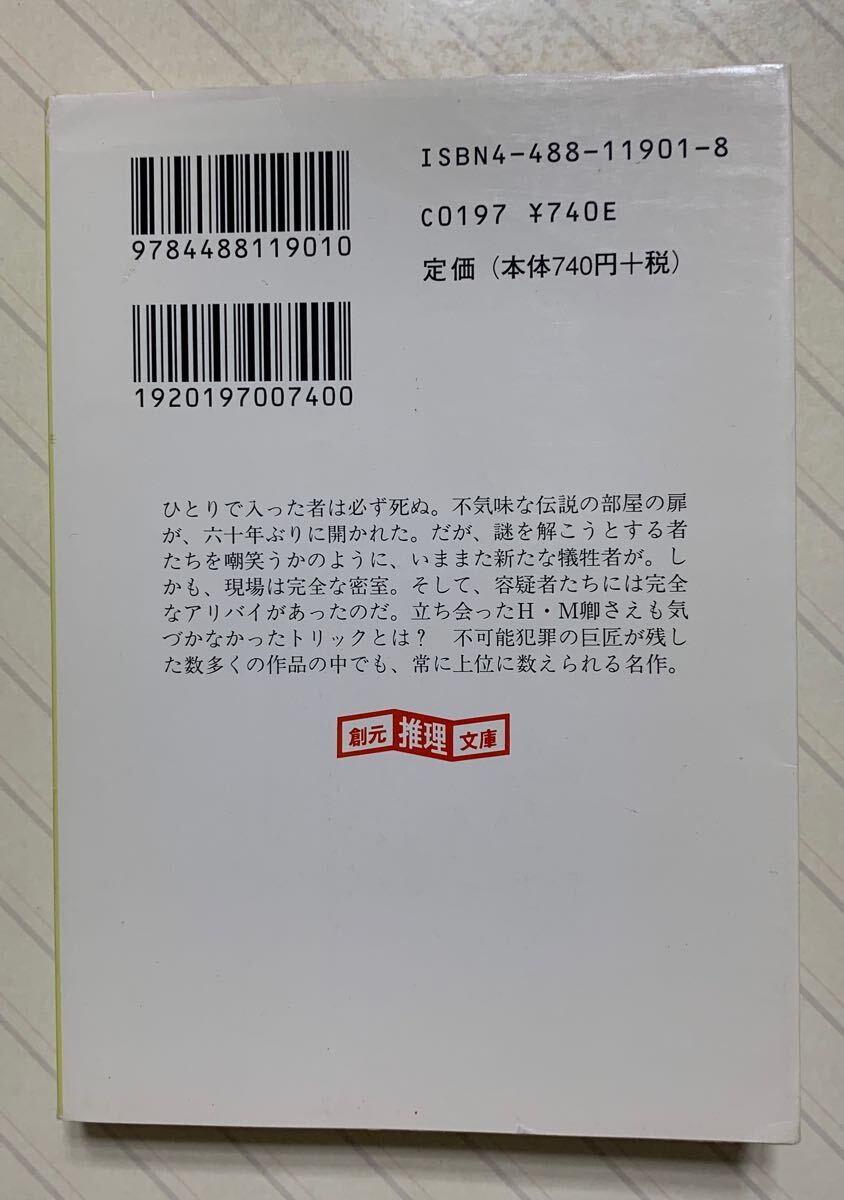 ISBN4-488-11901-8
9784488119010
C0197 ¥740E
定価（本体740円＋税）
1920197007400
ひとりで入った者は必ず死ぬ。不気味な伝説の部屋の扉
が、六十年ぶりに開かれた。だが、謎を解こうとする者
たちを嘲笑うかのように、いままた新たな犠牲者が。し
かも、現場は完全な密室。そして、容疑者たちには完全
なアリバイがあったのだ。立ち会ったH・M卿さえも気
づかなかったトリックとは？　不可能犯罪の巨匠が残し
た数多くの作品の中でも、常に上位に数えられる名作。
創元推理文庫